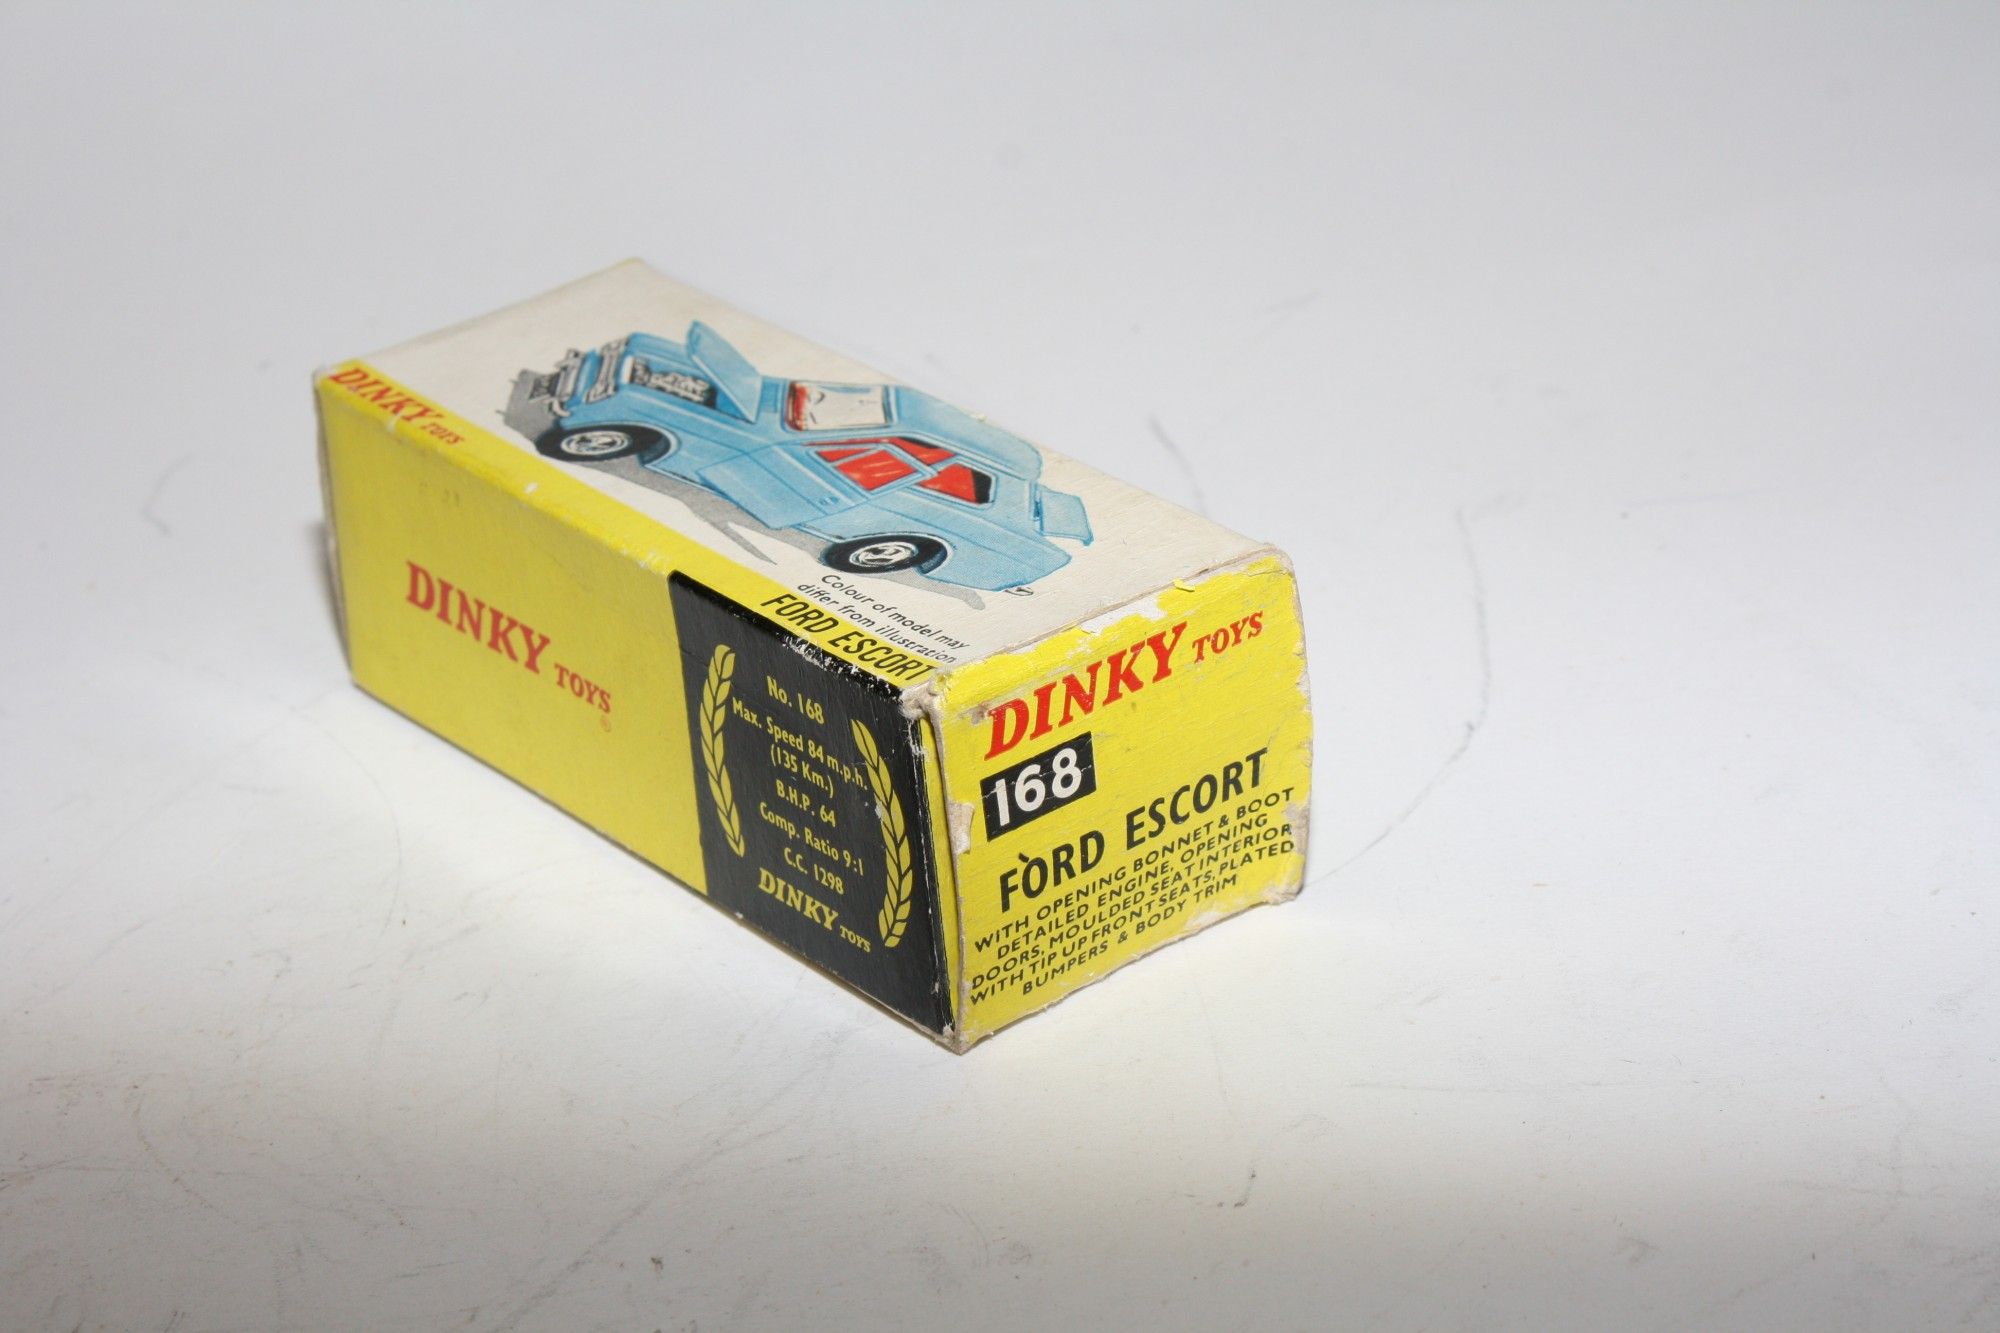 DINKY TOYS
Colour of model may
differ from illustration
FORD ESCORT
DINKY TOYS
®
No. 168
Max. Speed 84 m.p.h.
(135 Km.)
B.H.P. 64
Comp. Ratio 9:1
C.C. 1298
DINKY TOYS
DINKY TOYS
168
FORD ESCORT
WITH OPENING BONNET & BOOT
DETAILED ENGINE, OPENING
DOORS, MOULDED SEAT INTERIOR
WITH TIP UP FRONT SEATS, PLATED
BUMPERS & BODY TRIM